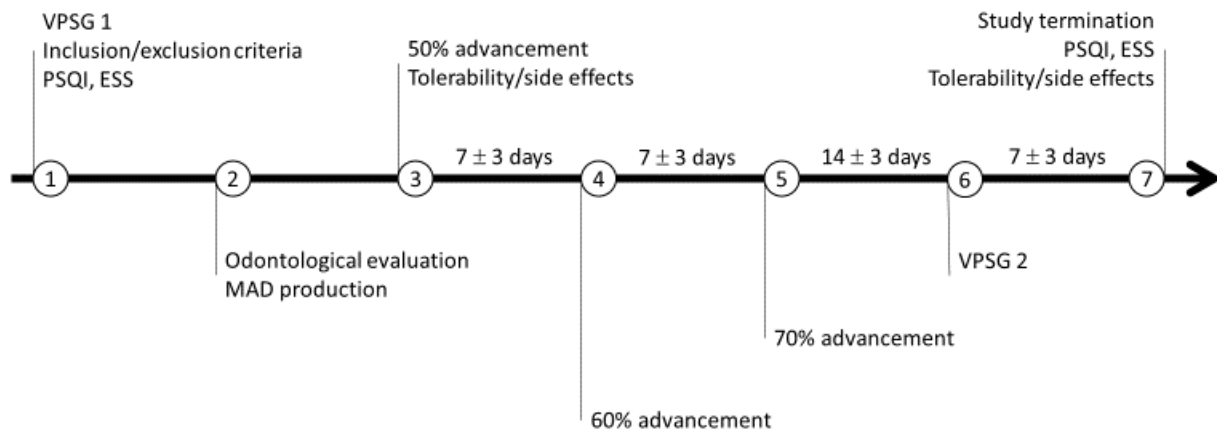 VPSG 1
Inclusion/exclusion criteria
PSQI, ESS
50% advancement
Tolerability/side effects
Study termination
PSQI, ESS
Tolerability/side effects
7 ± 3 days
7 ± 3 days
14 ± 3 days
7 ± 3 days
1
2
3
4
5
6
7
Odontological evaluation
MAD production
VPSG 2
70% advancement
60% advancement